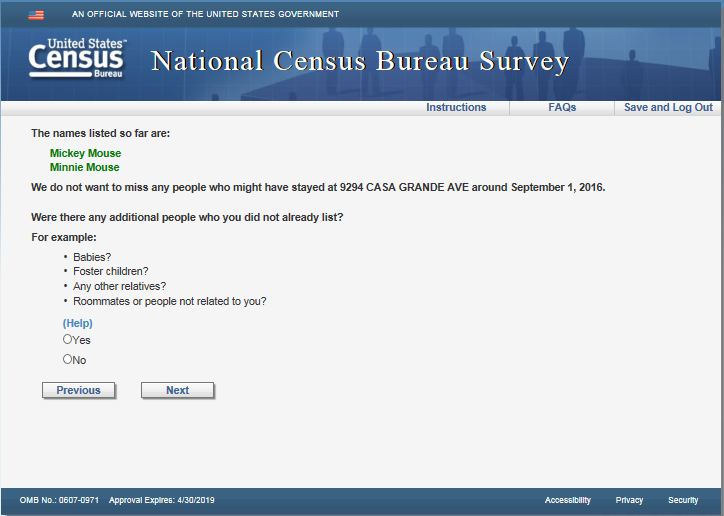 AN OFFICIAL WEBSITE OF THE UNITED STATES GOVERNMENT
United States™
Census
Bureau
National Census Bureau Survey
Instructions FAQs Save and Log Out
The names listed so far are:
Mickey Mouse
Minnie Mouse
We do not want to miss any people who might have stayed at 9294 CASA GRANDE AVE around September 1, 2016.
Were there any additional people who you did not already list?
For example:
• Babies?
• Foster children?
• Any other relatives?
• Roommates or people not related to you?
(Help)
Yes
No
Previous Next
OMB No.: 0607-0971 Approval Expires: 4/30/2019 Accessibility Privacy Security